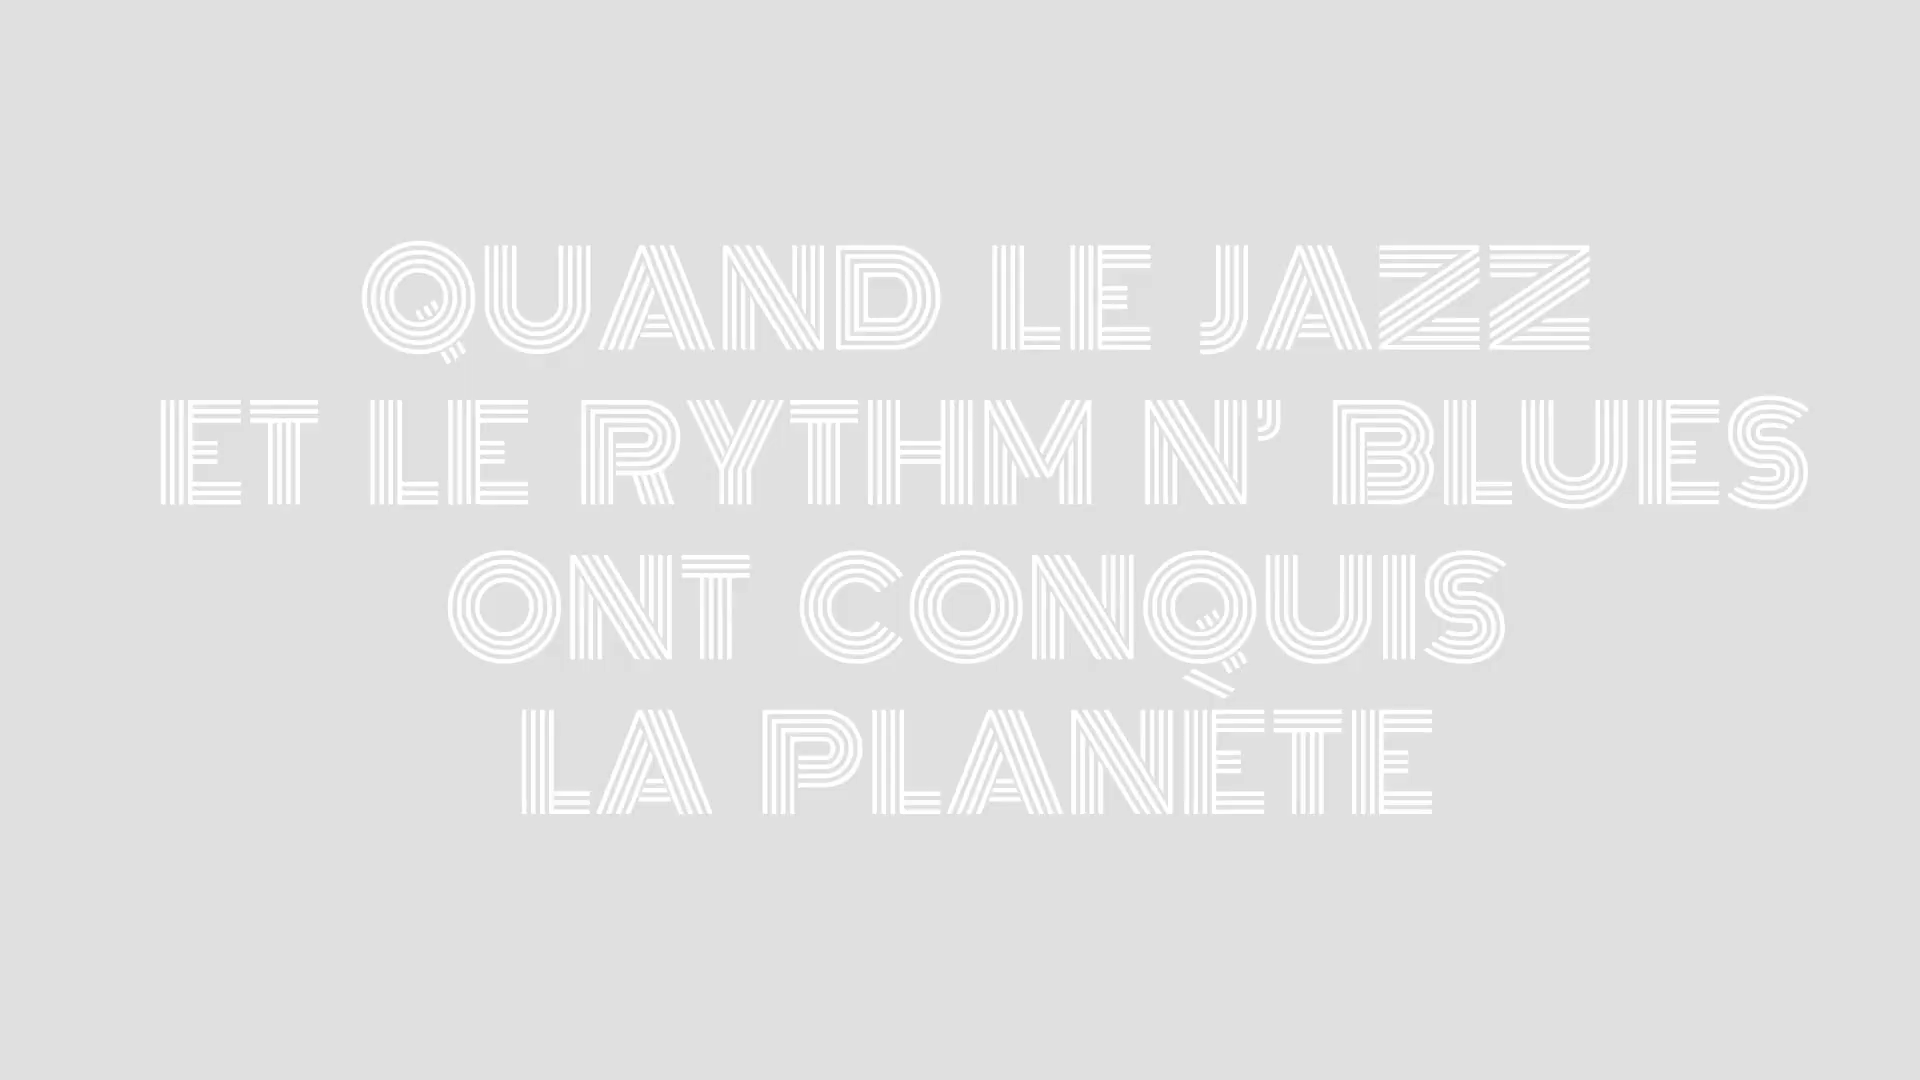 QUAND LE JAZZ
ET LE RYTHM N' BLUES
ONT CONQUIS
LA PLANÈTE